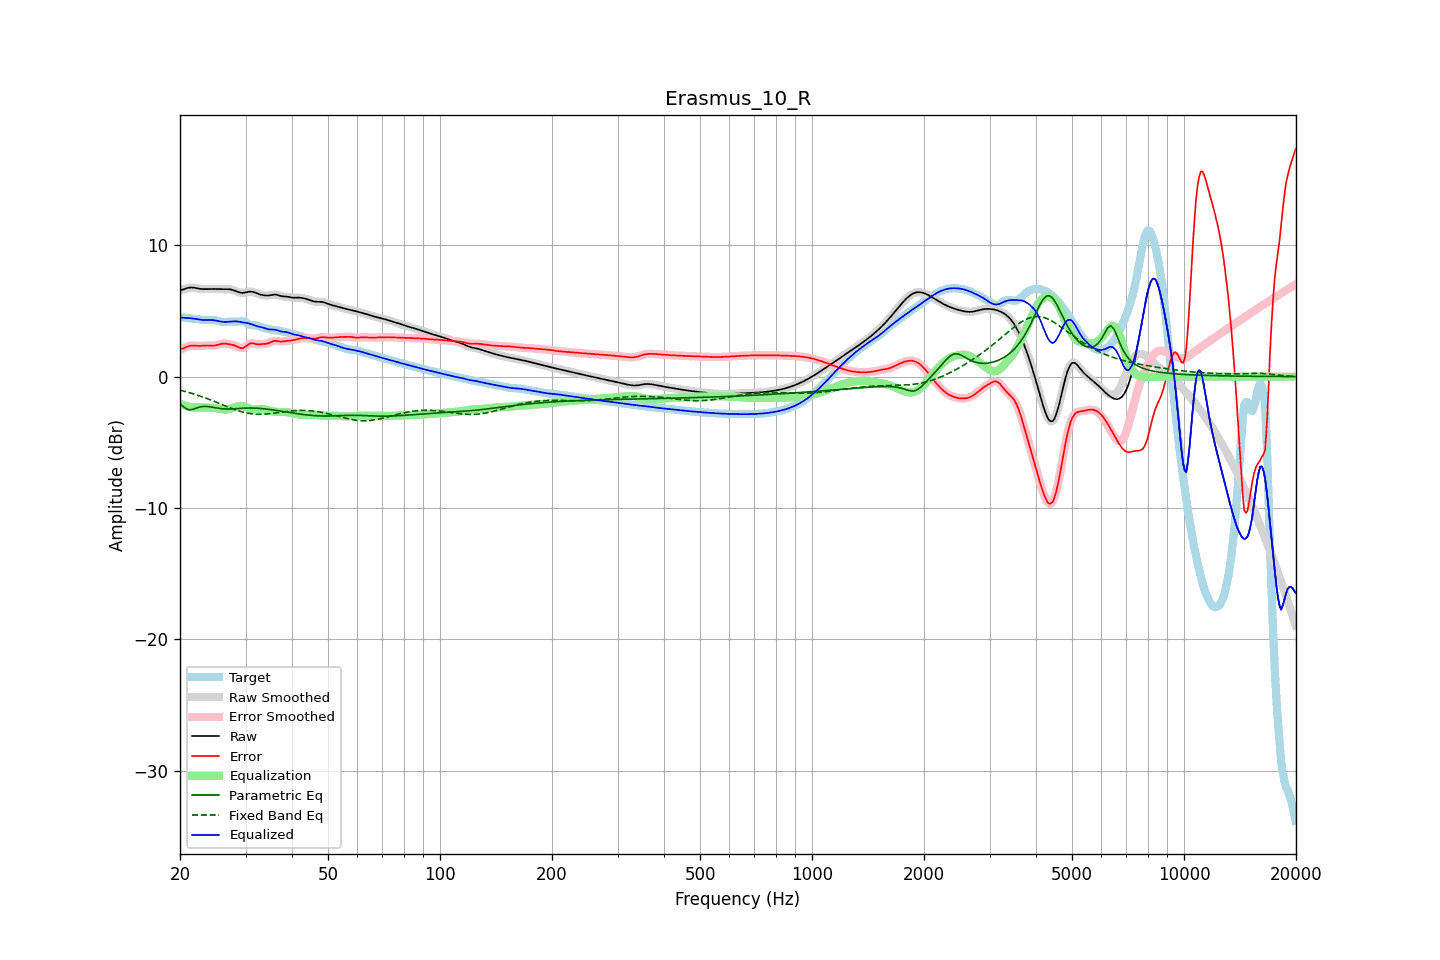 Erasmus_10_R
Amplitude (dBr)
10
0
−10
−20
−30
Target
Raw Smoothed
Error Smoothed
Raw
Error
Equalization
Parametric Eq
Fixed Band Eq
Equalized
20 50 100 200 500 1000 2000 5000 10000 20000
Frequency (Hz)